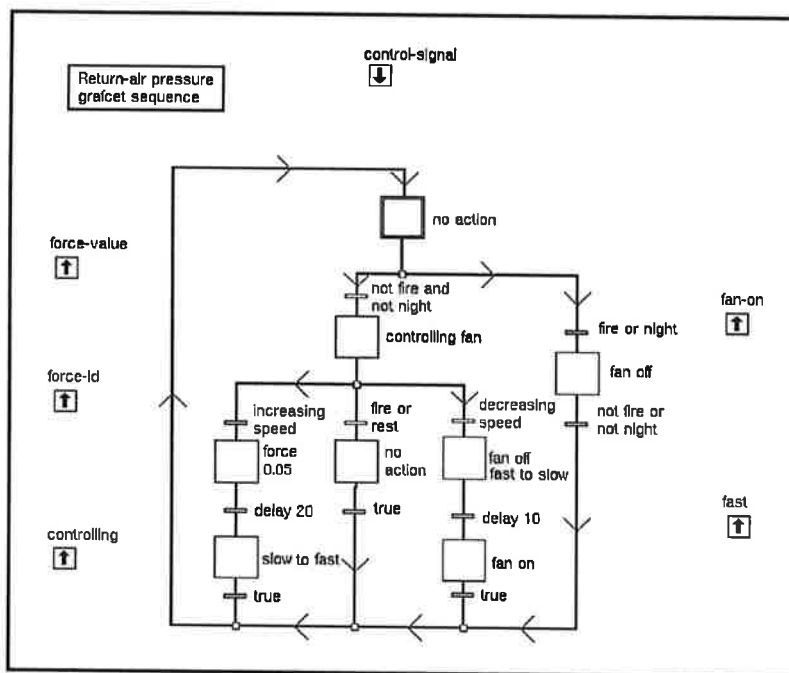 control-signal
Return-air pressure
grafcet sequence
no action
force-value
not fire and
not night
fan-on
fire or night
controlling fan
fan off
force-id
increasing
speed
fire or
rest
decreasing
speed
not fire or
not night
force
0.05
no
action
fan off
fast to slow
delay 20
true
delay 10
fast
controlling
slow to fast
fan on
true
true